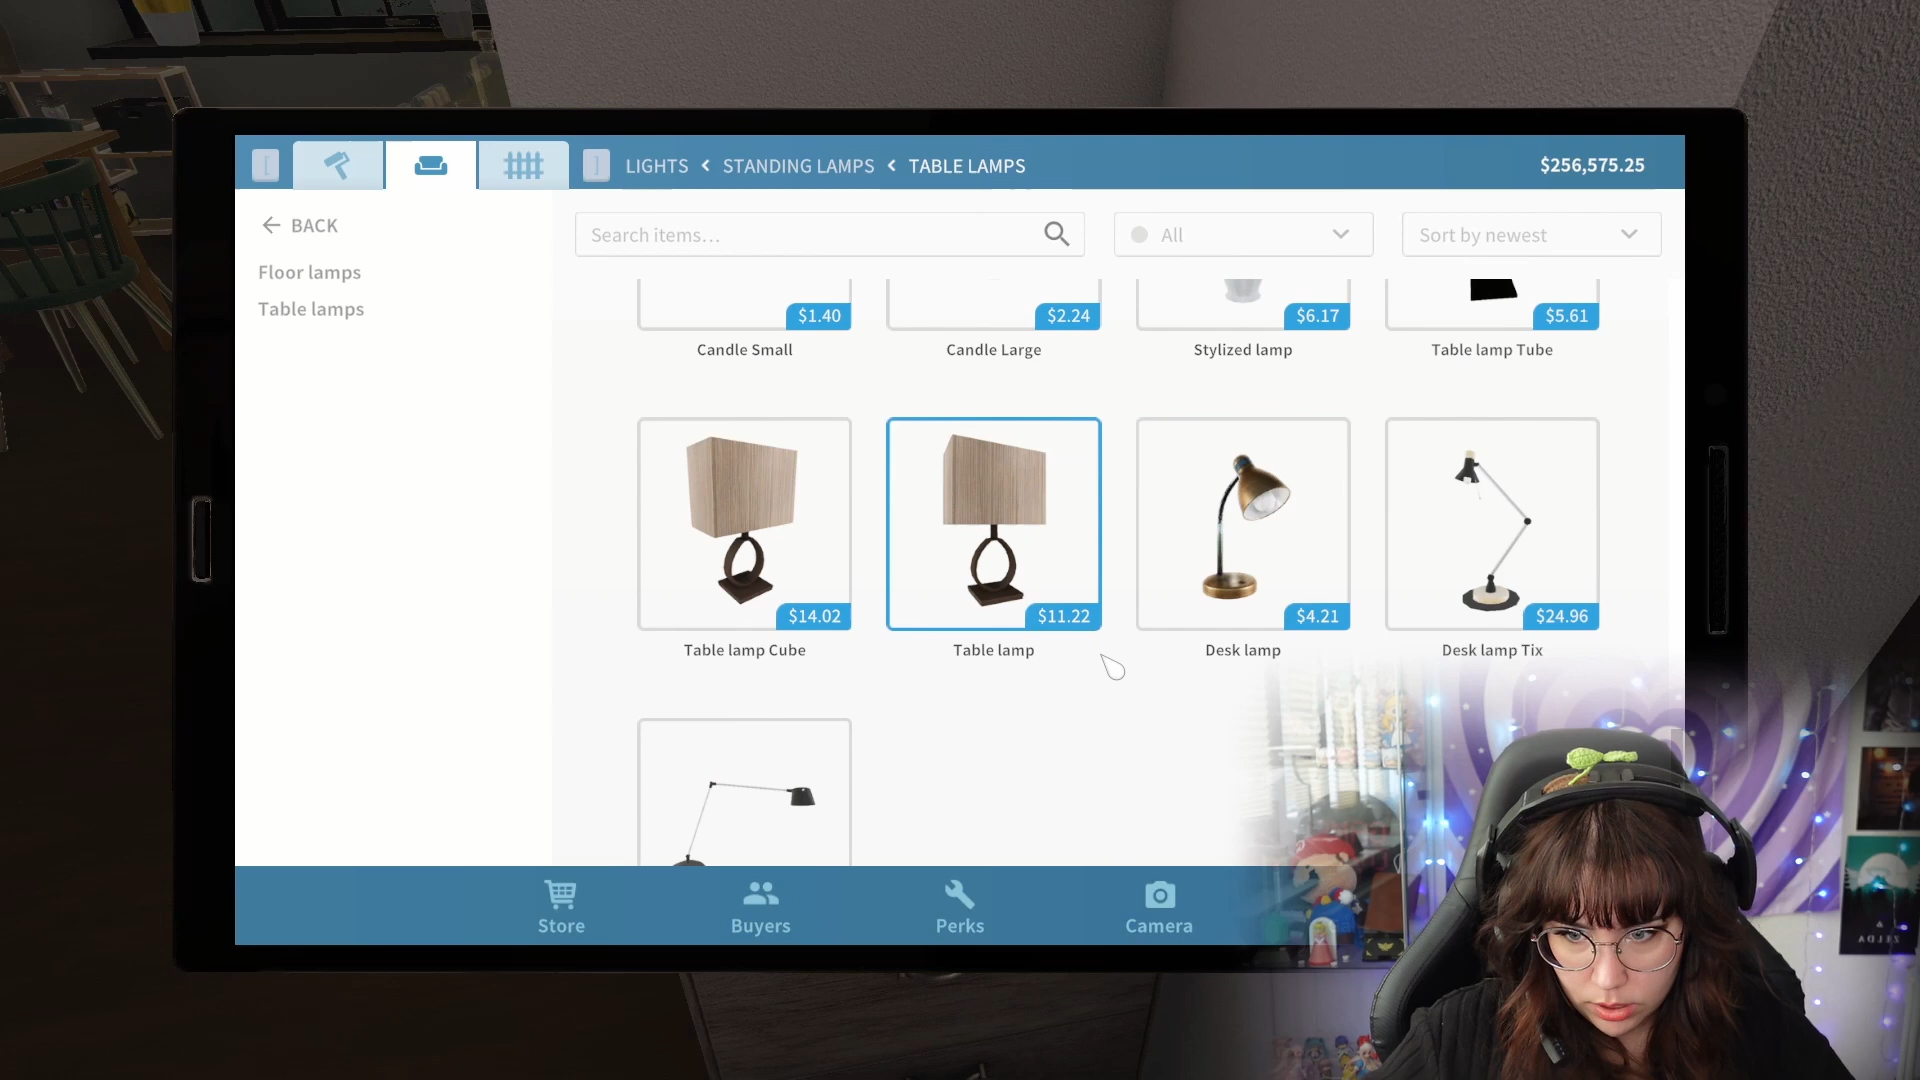 [
]
LIGHTS < STANDING LAMPS < TABLE LAMPS
$256,575.25
BACK
Floor lamps
Table lamps
Search items...
All
Sort by newest
$1.40
$2.24
$6.17
$5.61
Candle Small
Candle Large
Stylized lamp
Table lamp Tube
$14.02
$11.22
$4.21
$24.96
Table lamp Cube
Table lamp
Desk lamp
Desk lamp Tix
Store
Buyers
Perks
Camera